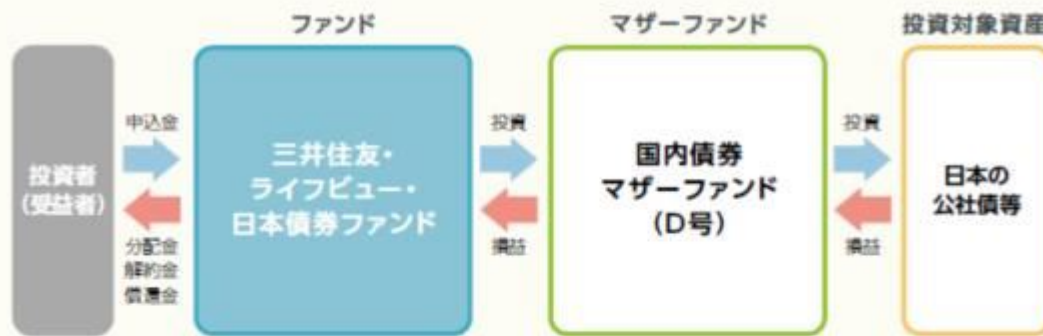 ファンド
マザーファンド
投資対象資産
投資者
(受益者)
申込金
分配金
解約金
償還金
三井住友・
ライフビュー・
日本債券ファンド
投資
損益
国内債券
マザーファンド
(D号)
投資
損益
日本の
公社債等